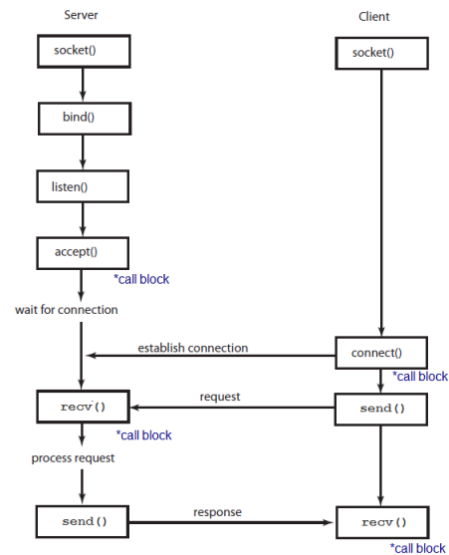 Server
Client
socket()
socket()
bind()
listen()
accept()
*call block
wait for connection
establish connection
connect()
*call block
recv()
request
send()
*call block
process request
send()
response
recv()
*call block